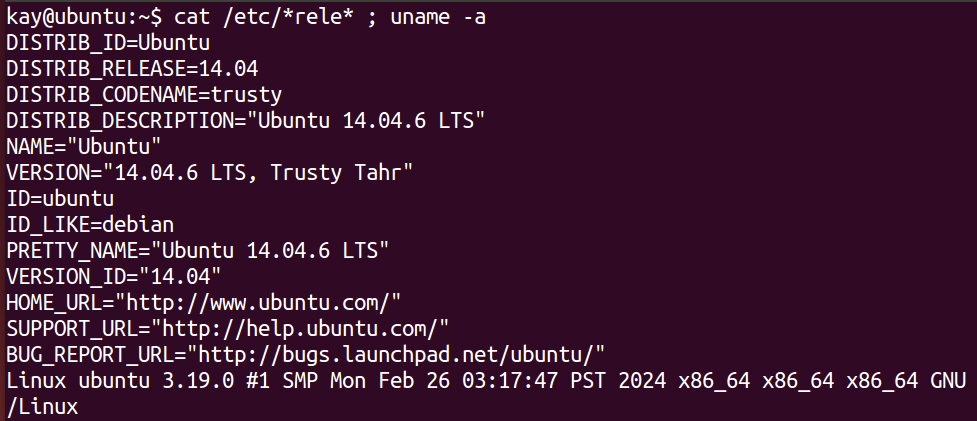 kay@ubuntu:~$ cat /etc/*rele* ; uname -a
DISTRIB_ID=Ubuntu
DISTRIB_RELEASE=14.04
DISTRIB_CODENAME=trusty
DISTRIB_DESCRIPTION="Ubuntu 14.04.6 LTS"
NAME="Ubuntu"
VERSION="14.04.6 LTS, Trusty Tahr"
ID=ubuntu
ID_LIKE=debian
PRETTY_NAME="Ubuntu 14.04.6 LTS"
VERSION_ID="14.04"
HOME_URL="http://www.ubuntu.com/"
SUPPORT_URL="http://help.ubuntu.com/"
BUG_REPORT_URL="http://bugs.launchpad.net/ubuntu/"
Linux ubuntu 3.19.0 #1 SMP Mon Feb 26 03:17:47 PST 2024 x86_64 x86_64 x86_64 GNU
/Linux